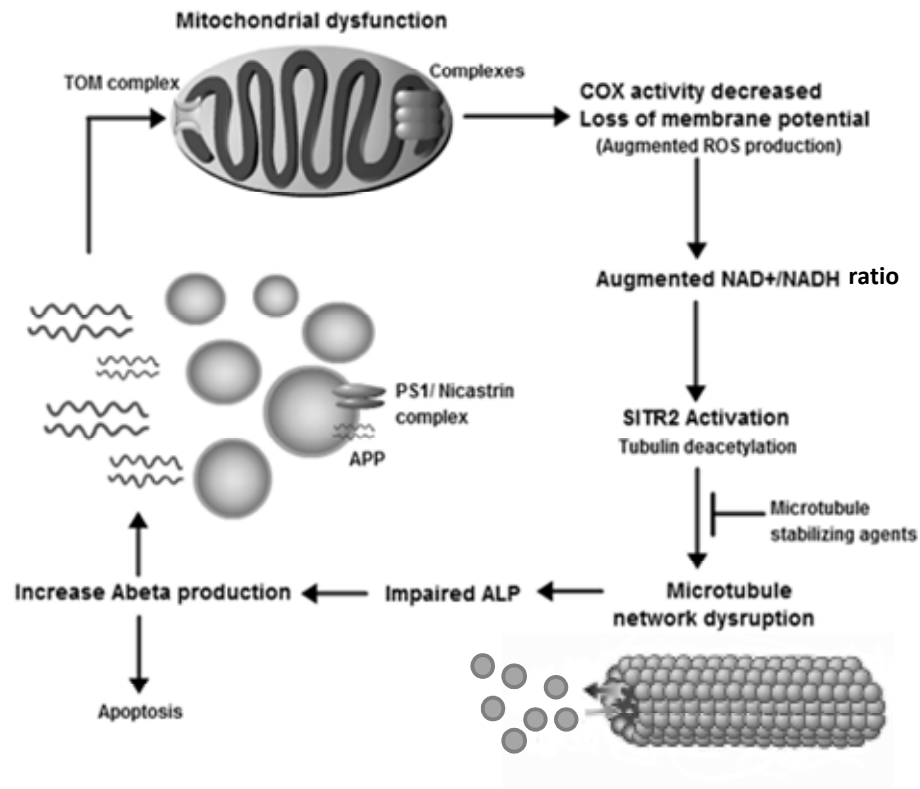 Mitochondrial dysfunction
TOM complex
Complexes
COX activity decreased
Loss of membrane potential
(Augmented ROS production)
Augmented NAD+/NADH ratio
PS1/ Nicastrin
complex
APP
SITR2 Activation
Tubulin deacetylation
Microtubule
stabilizing agents
Increase Abeta production
Impaired ALP
Microtubule
network dysruption
Apoptosis